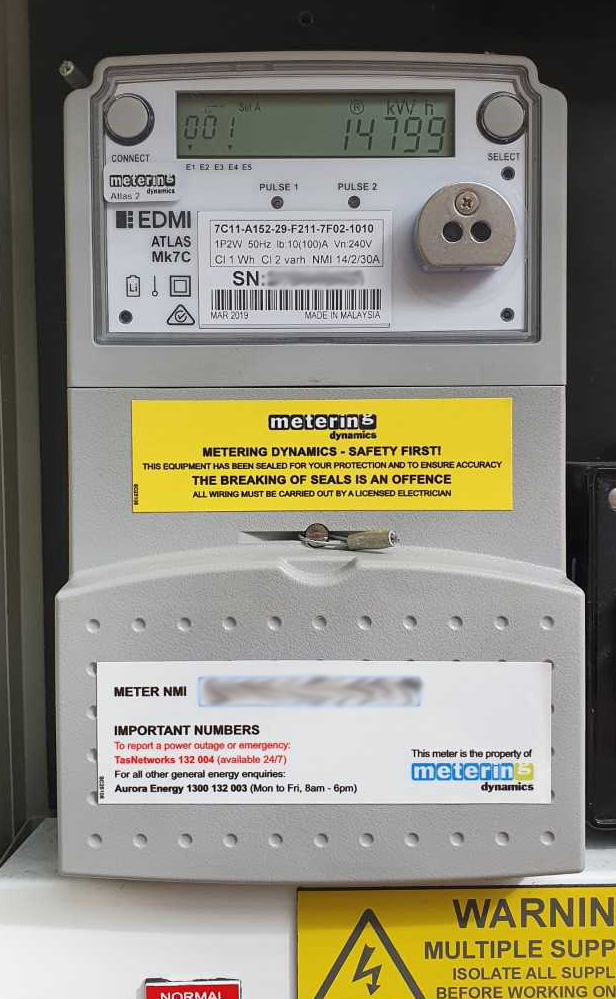 Set A ® kWh
001 14799
CONNECT
SELECT
E1 E2 E3 E4 E5
metering
dynamics
Atlas 2
PULSE 1 PULSE 2
EDMI
ATLAS
Mk7C
7C11-A152-29-F211-7F02-1010
1P2W 50Hz Ib:10(100)A Vn:240V
Cl 1 Wh Cl 2 varh NMI 14/2/30A
SN:
Li
MAR 2019 MADE IN MALAYSIA
metering
dynamics
METERING DYNAMICS - SAFETY FIRST!
THIS EQUIPMENT HAS BEEN SEALED FOR YOUR PROTECTION AND TO ENSURE ACCURACY
THE BREAKING OF SEALS IS AN OFFENCE
ALL WIRING MUST BE CARRIED OUT BY A LICENSED ELECTRICIAN
METER NMI
IMPORTANT NUMBERS
To report a power outage or emergency:
TasNetworks 132 004 (available 24/7)
For all other general energy enquiries:
Aurora Energy 1300 132 003 (Mon to Fri, 8am - 6pm)
This meter is the property of
metering
dynamics
WARNIN
MULTIPLE SUPP
ISOLATE ALL SUPPL
BEFORE WORKING ON
NORMAL